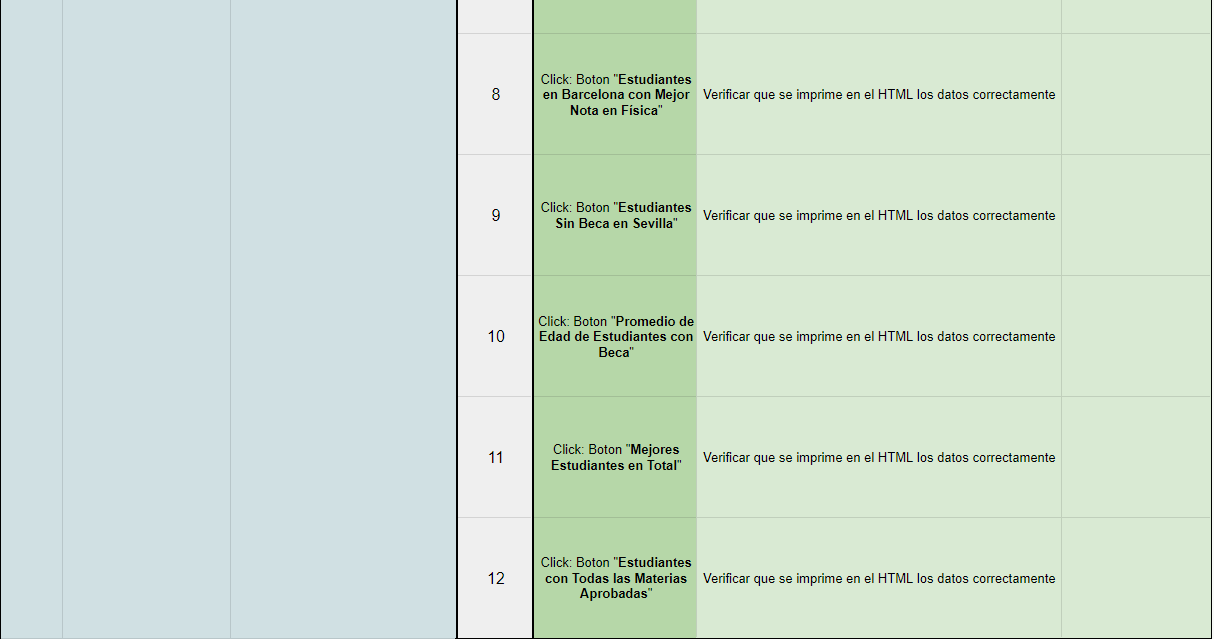 8
Click: Boton "Estudiantes
en Barcelona con Mejor
Nota en Física"
Verificar que se imprime en el HTML los datos correctamente
9
Click: Boton "Estudiantes
Sin Beca en Sevilla"
Verificar que se imprime en el HTML los datos correctamente
10
Click: Boton "Promedio de
Edad de Estudiantes con
Beca"
Verificar que se imprime en el HTML los datos correctamente
11
Click: Boton "Mejores
Estudiantes en Total"
Verificar que se imprime en el HTML los datos correctamente
12
Click: Boton "Estudiantes
con Todas las Materias
Aprobadas"
Verificar que se imprime en el HTML los datos correctamente